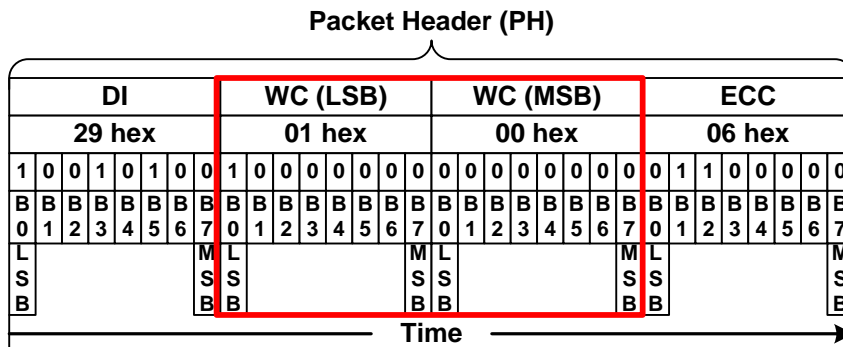 Packet Header (PH)
DI WC (LSB) WC (MSB) ECC
29 hex 01 hex 00 hex 06 hex
1 0 0 1 0 1 0 0 1 0 0 0 0 0 0 0 0 0 0 0 0 0 0 0 0 1 1 0 0 0 0 0
B0 B1 B2 B3 B4 B5 B6 B7 B0 B1 B2 B3 B4 B5 B6 B7 B0 B1 B2 B3 B4 B5 B6 B7 B0 B1 B2 B3 B4 B5 B6 B7
LSB MSB LSB MSB LSB MSB LSB MSB
Time